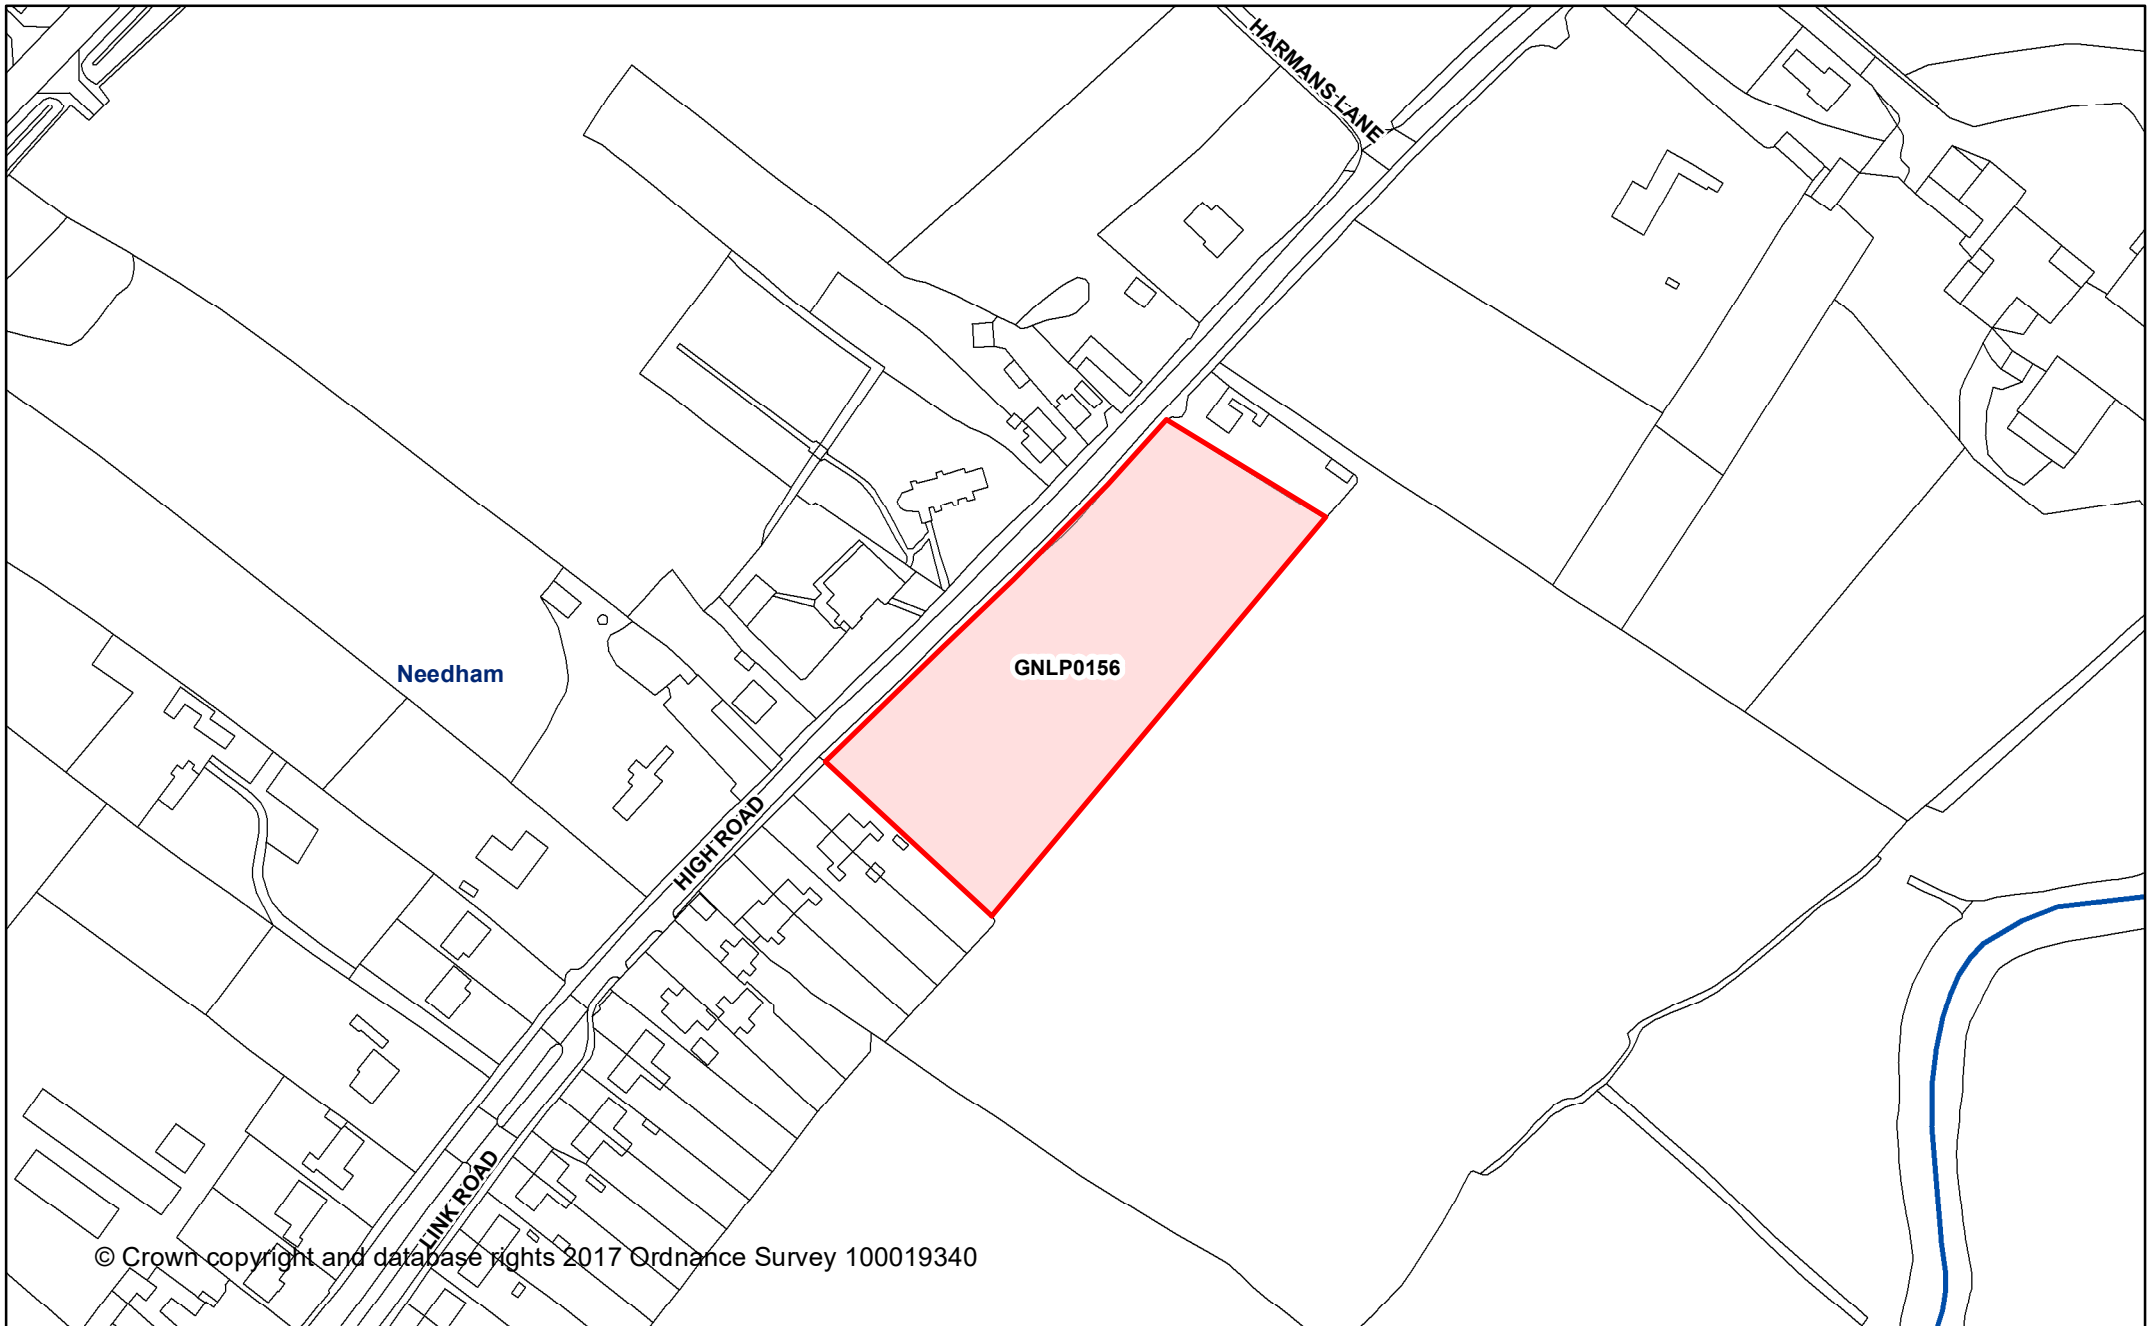 HARMANS LANE
Needham
GNLP0156
HIGH ROAD
LINK ROAD
© Crown copyright and database rights 2017 Ordnance Survey 100019340